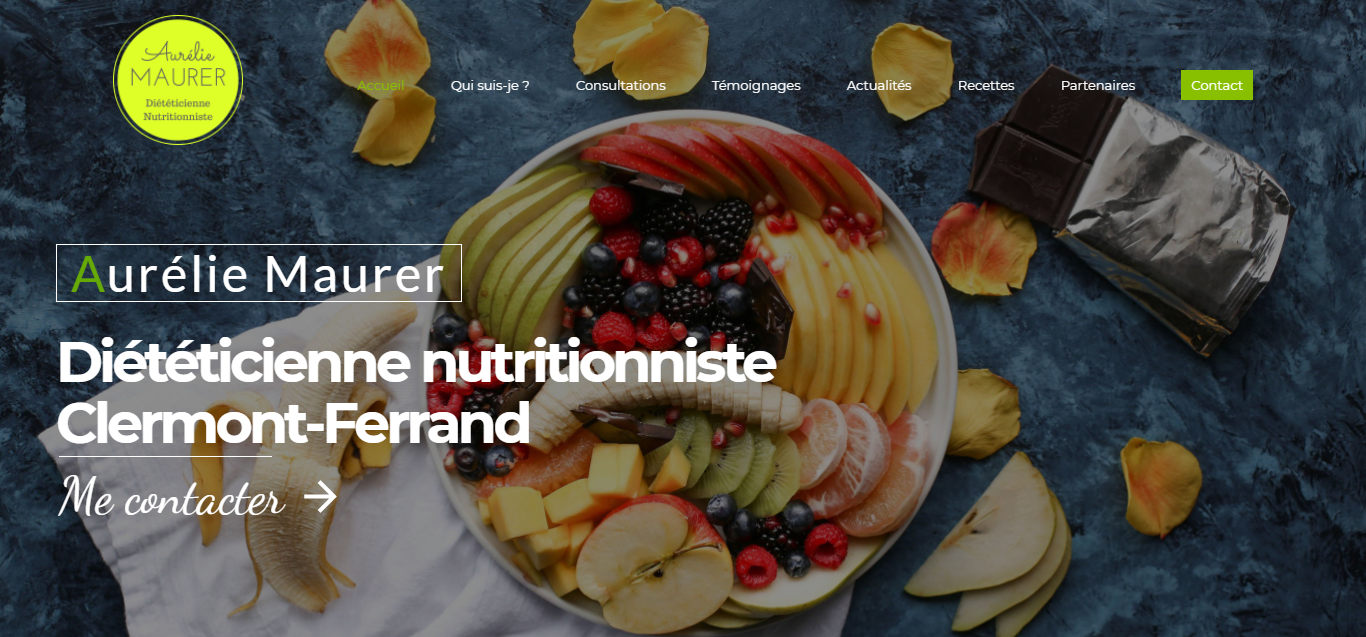 Aurélie
MAURER
Diététicienne
Nutritionniste
Accueil
Qui suis-je ?
Consultations
Témoignages
Actualités
Recettes
Partenaires
Contact
Aurélie Maurer
Diététicienne nutritionniste
Clermont-Ferrand
Me contacter →